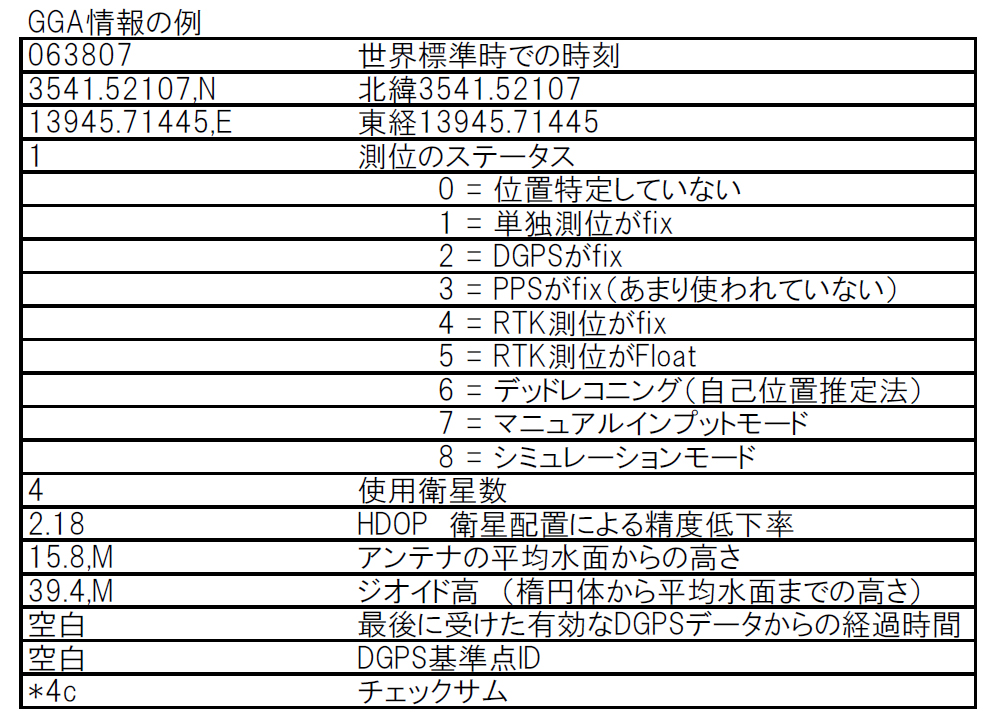 GGA情報の例
063807 世界標準時での時刻
3541.52107,N 北緯3541.52107
13945.71445,E 東経13945.71445
1 測位のステータス
0 = 位置特定していない
1 = 単独測位がfix
2 = DGPSがfix
3 = PPSがfix（あまり使われていない）
4 = RTK測位がfix
5 = RTK測位がFloat
6 = デッドレコニング（自己位置推定法）
7 = マニュアルインプットモード
8 = シミュレーションモード
4 使用衛星数
2.18 HDOP　衛星配置による精度低下率
15.8,M アンテナの平均水面からの高さ
39.4,M ジオイド高　（楕円体から平均水面までの高さ）
空白 最後に受けた有効なDGPSデータからの経過時間
空白 DGPS基準点ID
*4c チェックサム